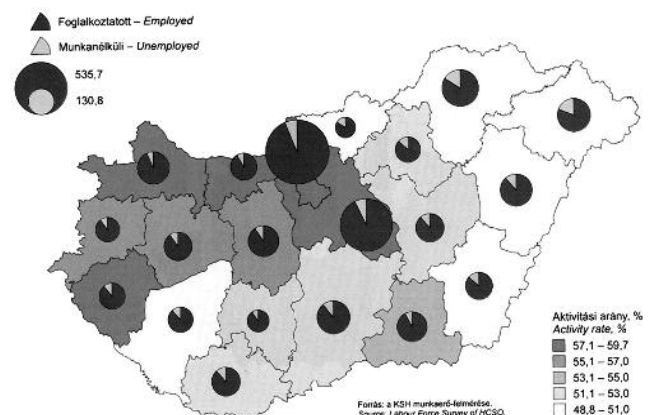 Foglalkoztatott – Employed
Munkanélküli – Unemployed
535,7
130,8
Aktivitási arány, %
Activity rate, %
57,1 – 59,7
55,1 – 57,0
53,1 – 55,0
51,1 – 53,0
48,8 – 51,0
Forrás: a KSH munkaerő-felmérése.
Source: Labour Force Survey of HCSO.